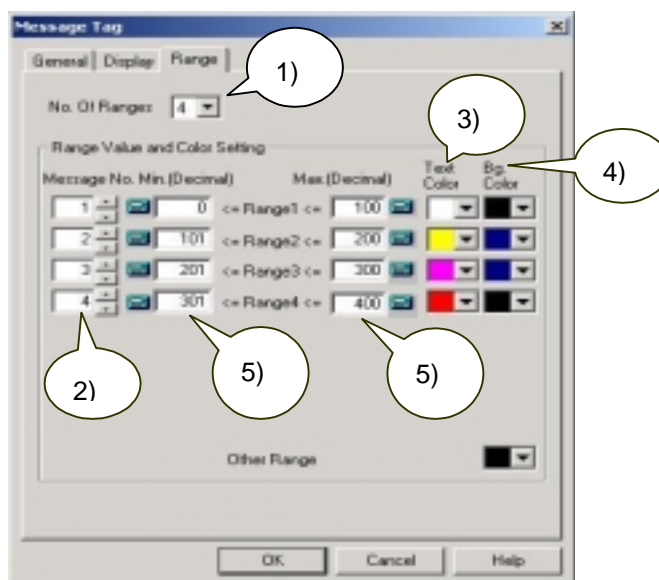 Message Tag
General Display Range
1)
No. Of Ranges 4
3)
4)
Range Value and Color Setting
Text Color Bg. Color
Message No. Min.(Decimal) Max.(Decimal)
1 0 <= Range1 <= 100
2 101 <= Range2 <= 200
3 201 <= Range3 <= 300
4 301 <= Range4 <= 400
2) 5) 5)
Other Range
OK Cancel Help